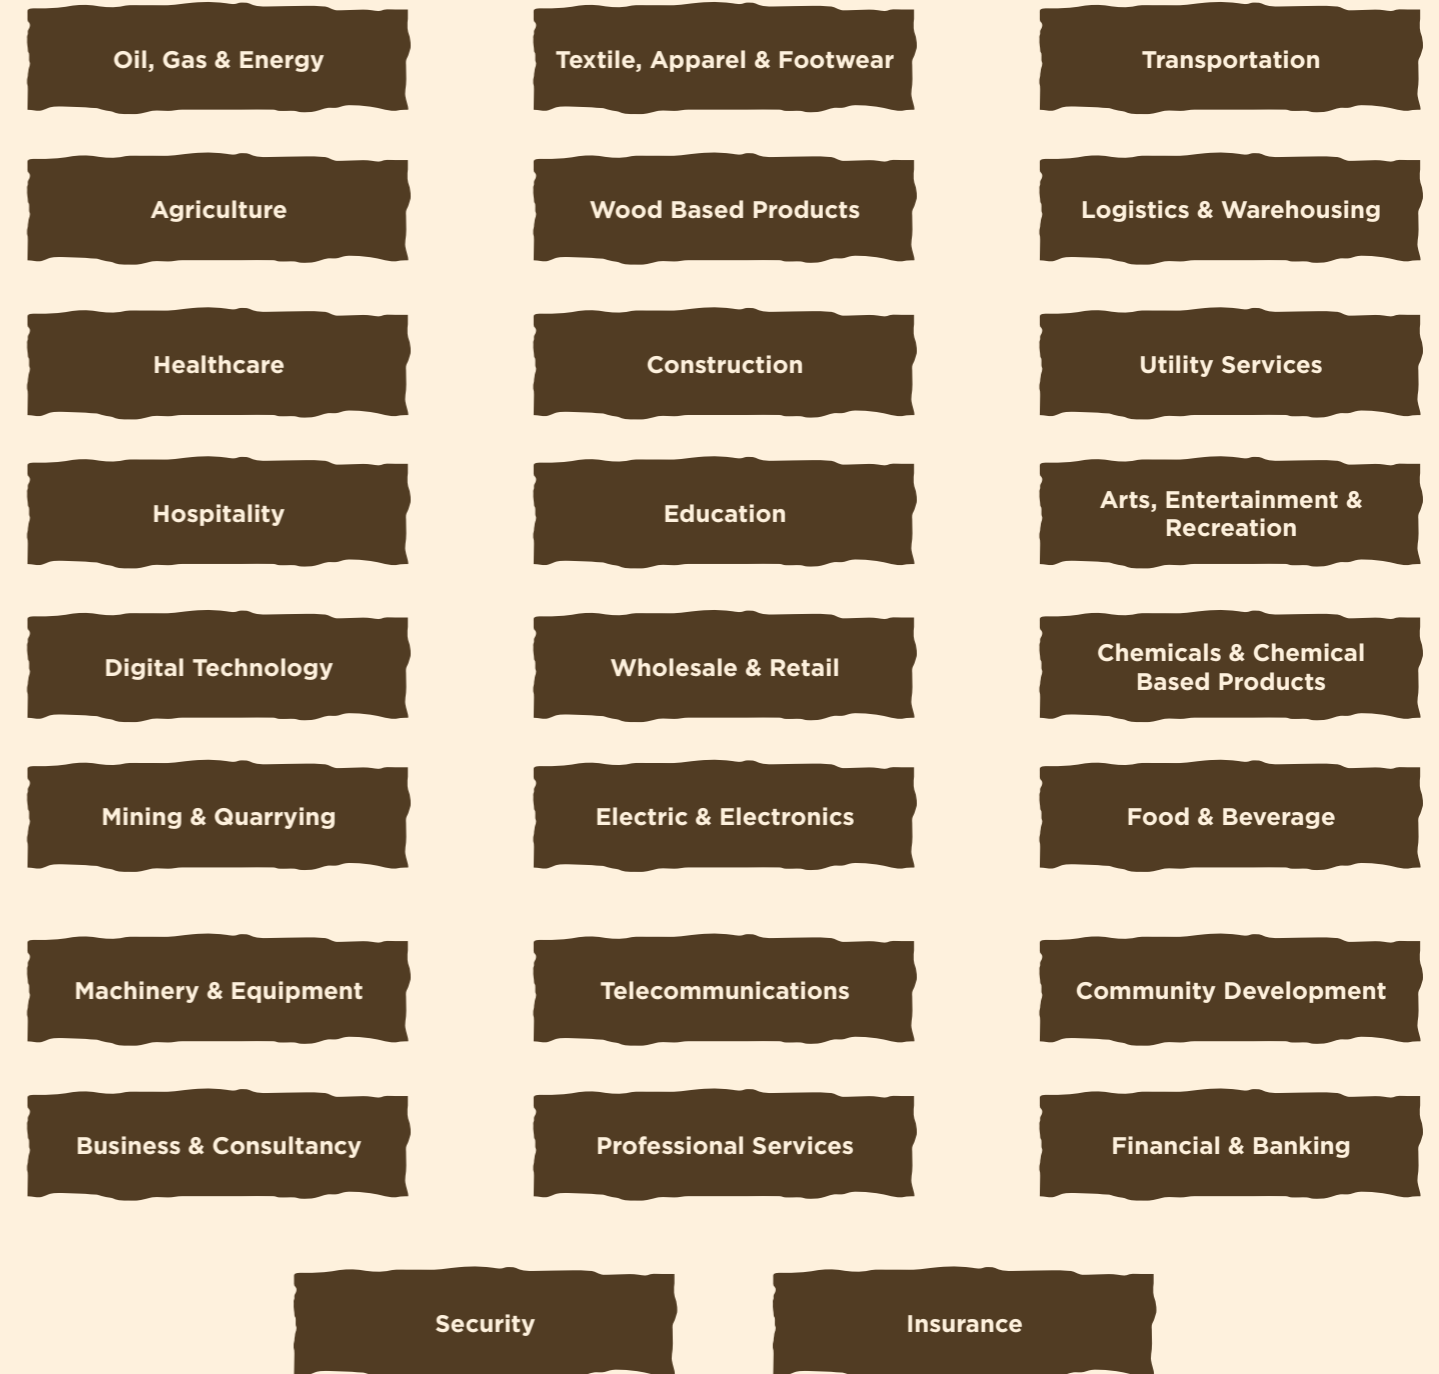 Oil, Gas & Energy
Textile, Apparel & Footwear
Transportation
Agriculture
Wood Based Products
Logistics & Warehousing
Healthcare
Construction
Utility Services
Hospitality
Education
Arts, Entertainment &
Recreation
Digital Technology
Wholesale & Retail
Chemicals & Chemical
Based Products
Mining & Quarrying
Electric & Electronics
Food & Beverage
Machinery & Equipment
Telecommunications
Community Development
Business & Consultancy
Professional Services
Financial & Banking
Security
Insurance